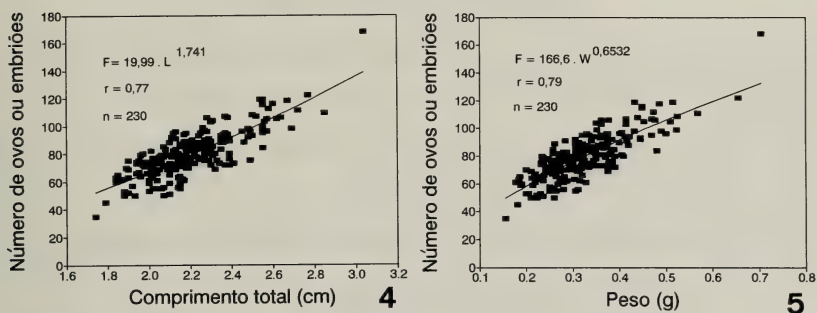 Número de ovos ou embriões
180
160
140
120
100
80
60
40
20
0
F= 19,99 . L 1,741
r = 0,77
n = 230
1.6 1.8 2.0 2.2 2.4 2.6 2.8 3.0 3.2
Comprimento total (cm)
4
Número de ovos ou embriões
180
160
140
120
100
80
60
40
20
0
F = 166,6 . W 0,6532
r = 0,79
n = 230
0.1 0.2 0.3 0.4 0.5 0.6 0.7 0.8
Peso (g)
5